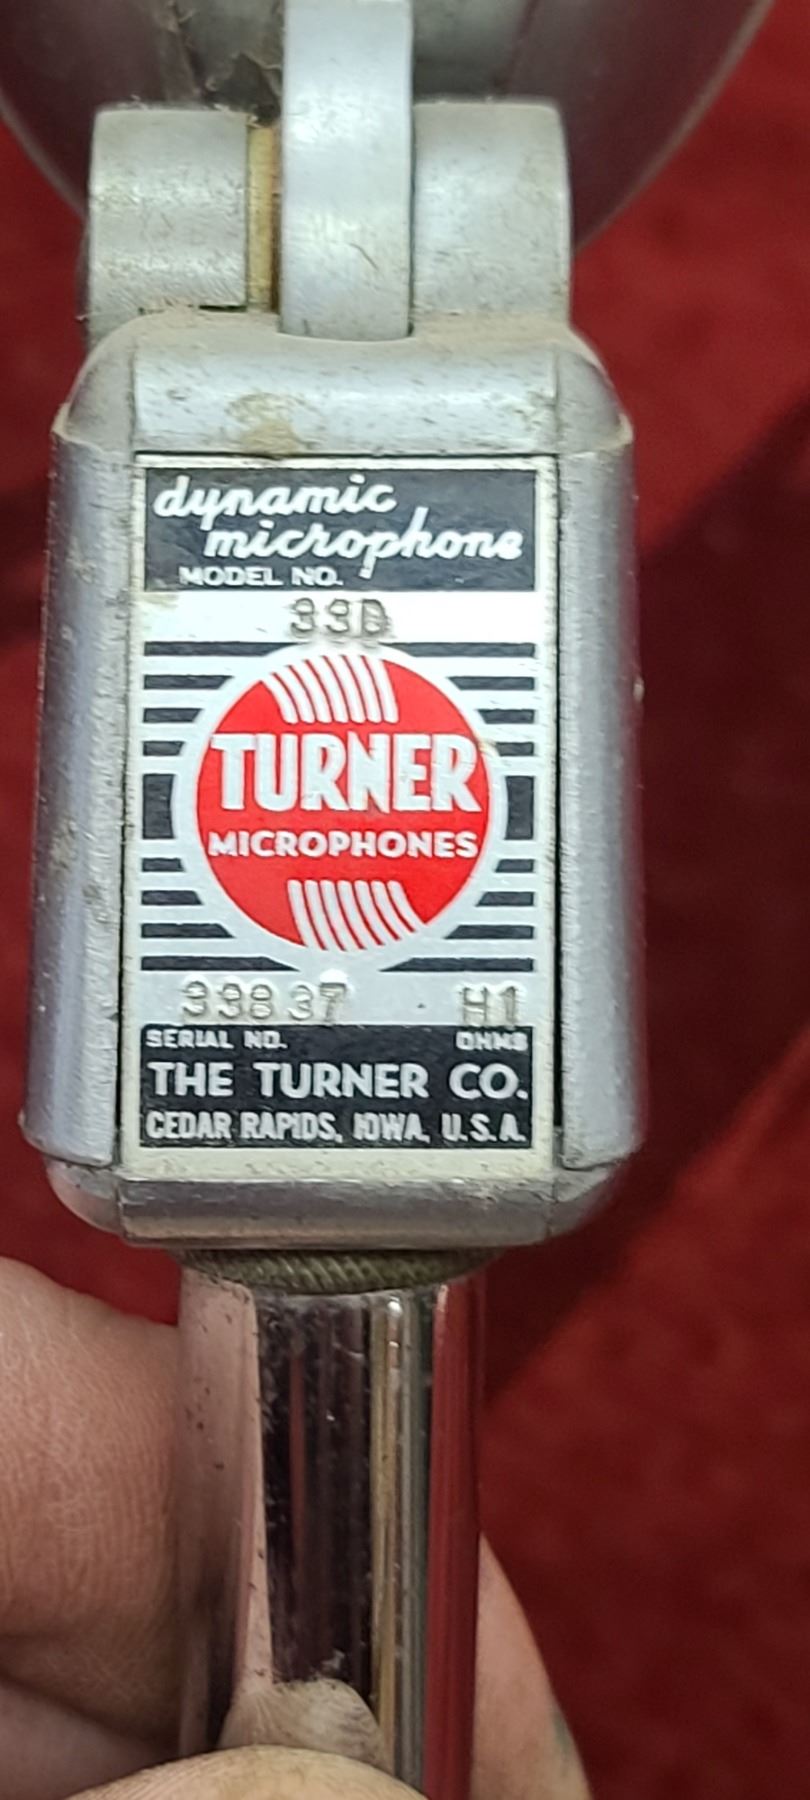 dynamic
microphone
MODEL NO.
33D
TURNER
MICROPHONES
33837 H1
SERIAL NO. OHMS
THE TURNER CO.
CEDAR RAPIDS, IOWA, U.S.A.